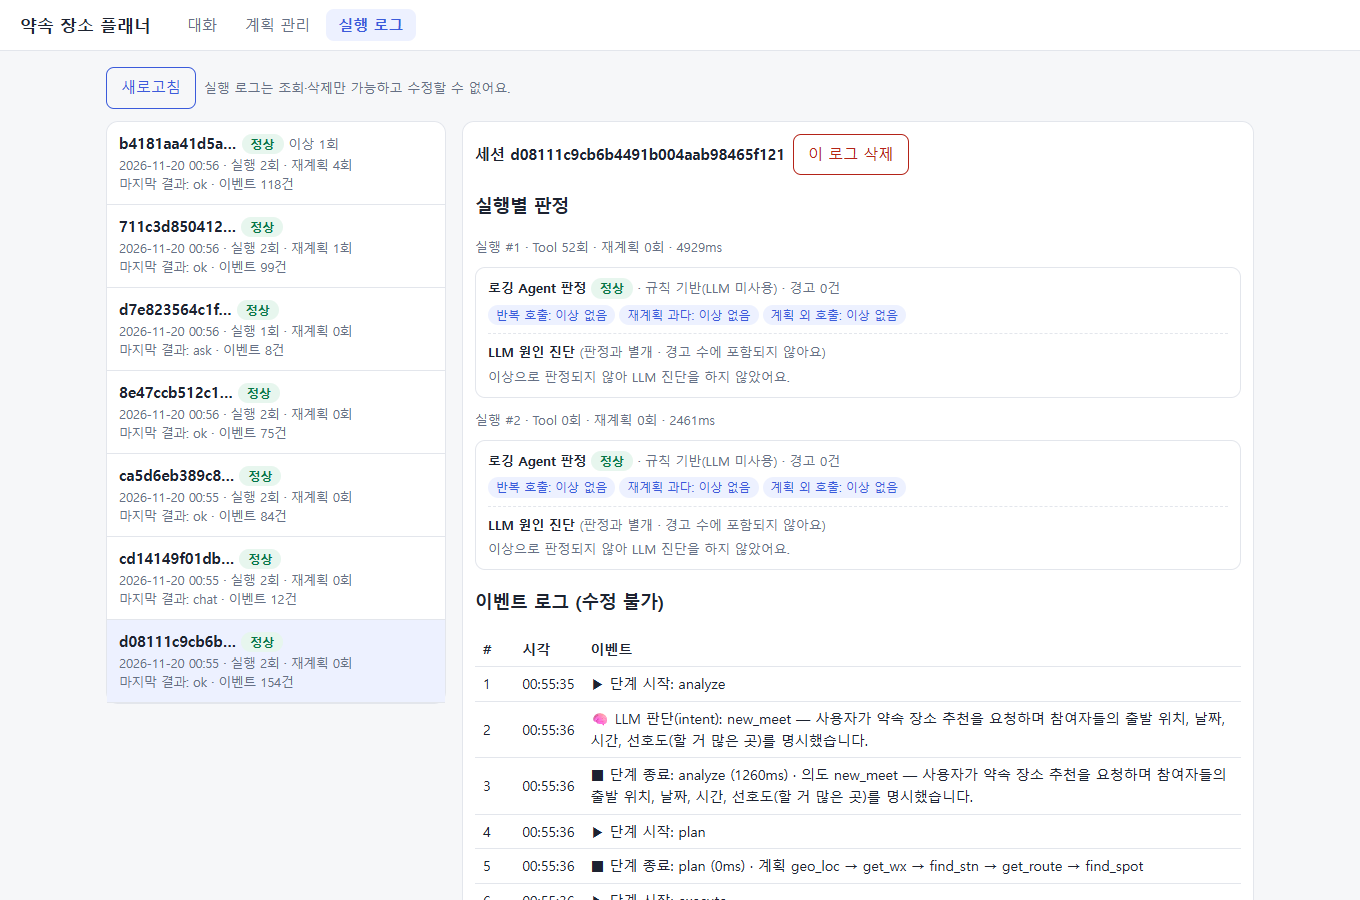 약속 장소 플래너
대화
계획 관리
실행 로그
새로고침
실행 로그는 조회·삭제만 가능하고 수정할 수 없어요.
b4181aa41d5a... 정상 이상 1회
2026-11-20 00:56 · 실행 2회 · 재계획 4회
마지막 결과: ok · 이벤트 118건
711c3d850412... 정상
2026-11-20 00:56 · 실행 2회 · 재계획 1회
마지막 결과: ok · 이벤트 99건
d7e823564c1f... 정상
2026-11-20 00:56 · 실행 1회 · 재계획 0회
마지막 결과: ask · 이벤트 8건
8e47ccb512c1... 정상
2026-11-20 00:56 · 실행 2회 · 재계획 0회
마지막 결과: ok · 이벤트 75건
ca5d6eb389c8... 정상
2026-11-20 00:55 · 실행 2회 · 재계획 0회
마지막 결과: ok · 이벤트 84건
cd14149f01db... 정상
2026-11-20 00:55 · 실행 2회 · 재계획 0회
마지막 결과: chat · 이벤트 12건
d08111c9cb6b... 정상
2026-11-20 00:55 · 실행 2회 · 재계획 0회
마지막 결과: ok · 이벤트 154건
세션 d08111c9cb6b4491b004aab98465f121 이 로그 삭제
실행별 판정
실행 #1 · Tool 52회 · 재계획 0회 · 4929ms
로깅 Agent 판정 정상 · 규칙 기반(LLM 미사용) · 경고 0건
반복 호출: 이상 없음 재계획 과다: 이상 없음 계획 외 호출: 이상 없음
LLM 원인 진단 (판정과 별개 · 경고 수에 포함되지 않아요)
이상으로 판정되지 않아 LLM 진단을 하지 않았어요.
실행 #2 · Tool 0회 · 재계획 0회 · 2461ms
로깅 Agent 판정 정상 · 규칙 기반(LLM 미사용) · 경고 0건
반복 호출: 이상 없음 재계획 과다: 이상 없음 계획 외 호출: 이상 없음
LLM 원인 진단 (판정과 별개 · 경고 수에 포함되지 않아요)
이상으로 판정되지 않아 LLM 진단을 하지 않았어요.
이벤트 로그 (수정 불가)
# 시각 이벤트
1 00:55:35 ▶ 단계 시작: analyze
2 00:55:36 🧠 LLM 판단(intent): new_meet — 사용자가 약속 장소 추천을 요청하며 참여자들의 출발 위치, 날짜,
시간, 선호도(할 거 많은 곳)를 명시했습니다.
3 00:55:36 ■ 단계 종료: analyze (1260ms) · 의도 new_meet — 사용자가 약속 장소 추천을 요청하며 참여자들의
출발 위치, 날짜, 시간, 선호도(할 거 많은 곳)를 명시했습니다.
4 00:55:36 ▶ 단계 시작: plan
5 00:55:36 ■ 단계 종료: plan (0ms) · 계획 geo_loc → get_wx → find_stn → get_route → find_spot
6 00:55:36 ▶ 단계 시작: execute